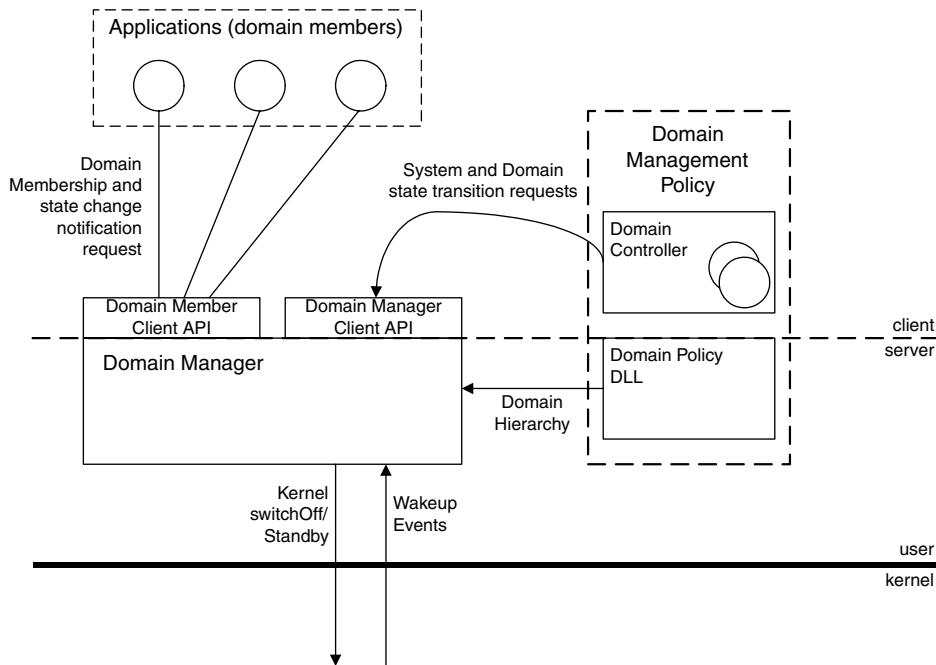 Applications (domain members)
Domain
Membership and
state change
notification
request
System and Domain
state transition requests
Domain
Management
Policy
Domain
Controller
Domain Member
Client API
Domain Manager
Client API
client
server
Domain Manager
Domain Policy
DLL
Domain
Hierarchy
Kernel
switchOff/
Standby
Wakeup
Events
user
kernel